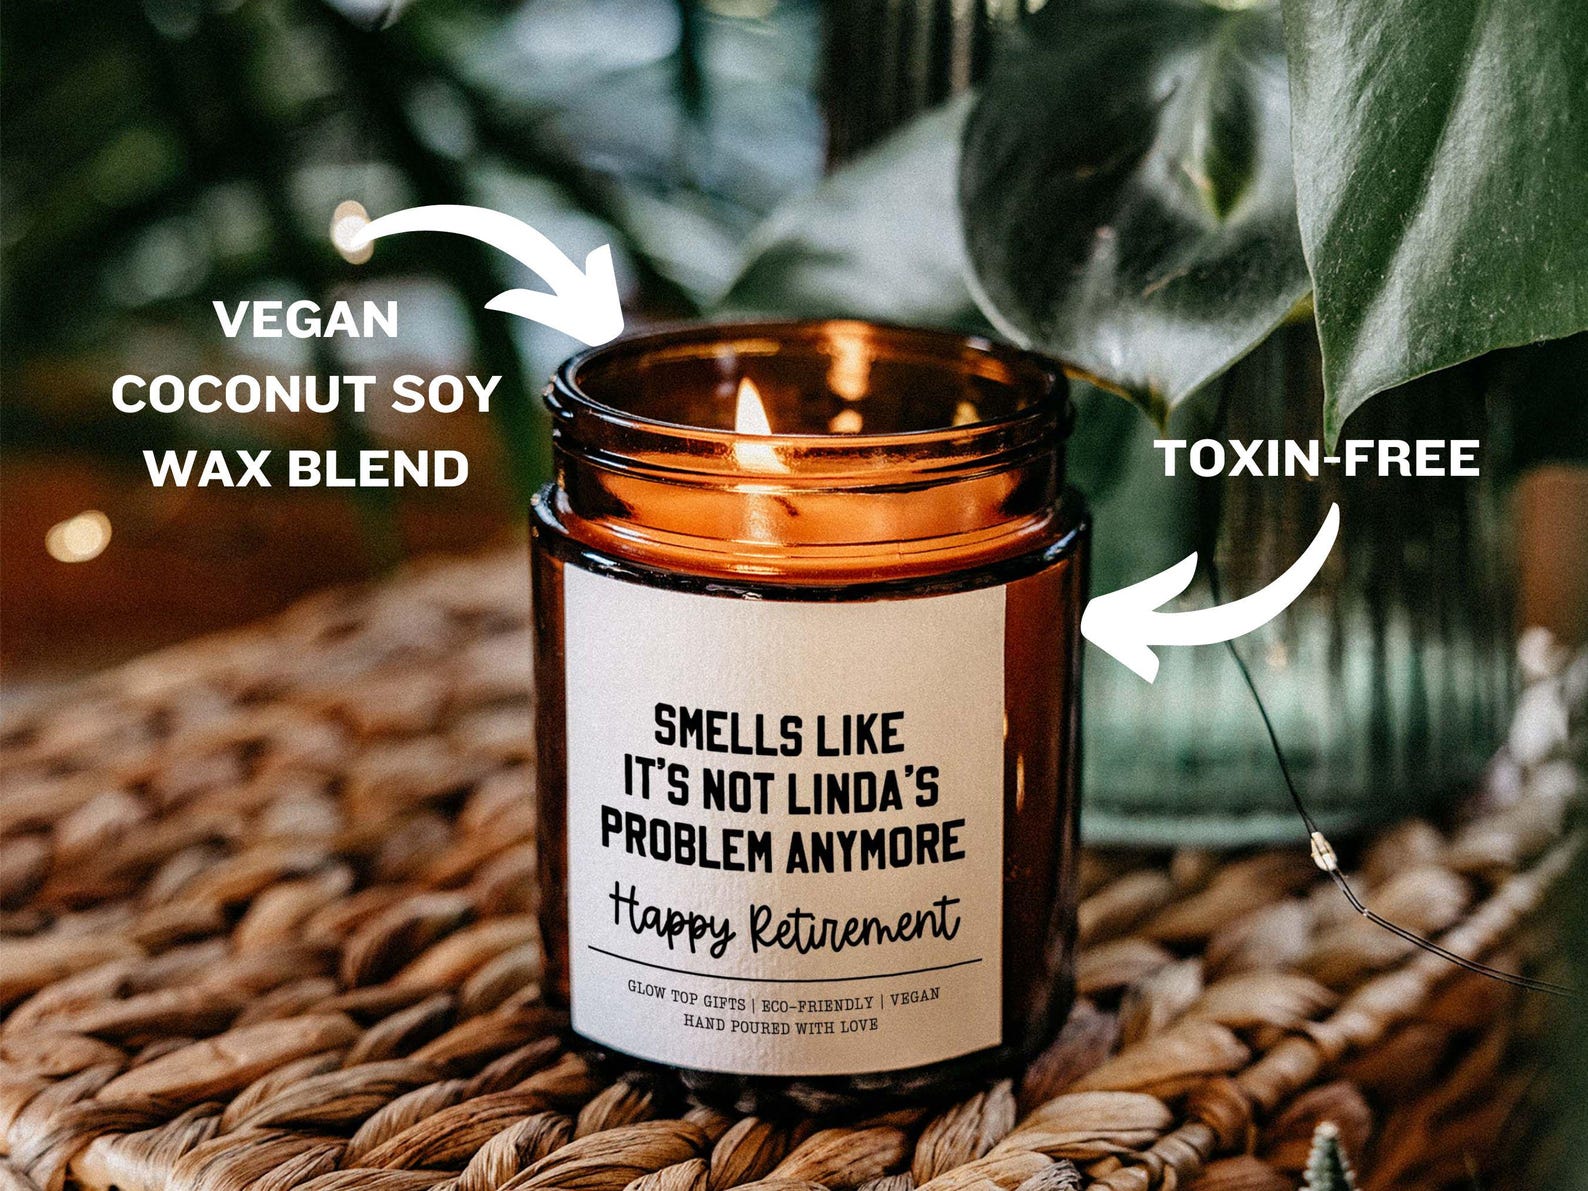 VEGAN
COCONUT SOY
WAX BLEND
TOXIN-FREE
SMELLS LIKE
IT'S NOT LINDA'S
PROBLEM ANYMORE
Happy Retirement
GLOW TOP GIFTS | ECO-FRIENDLY | VEGAN
HAND POURED WITH LOVE